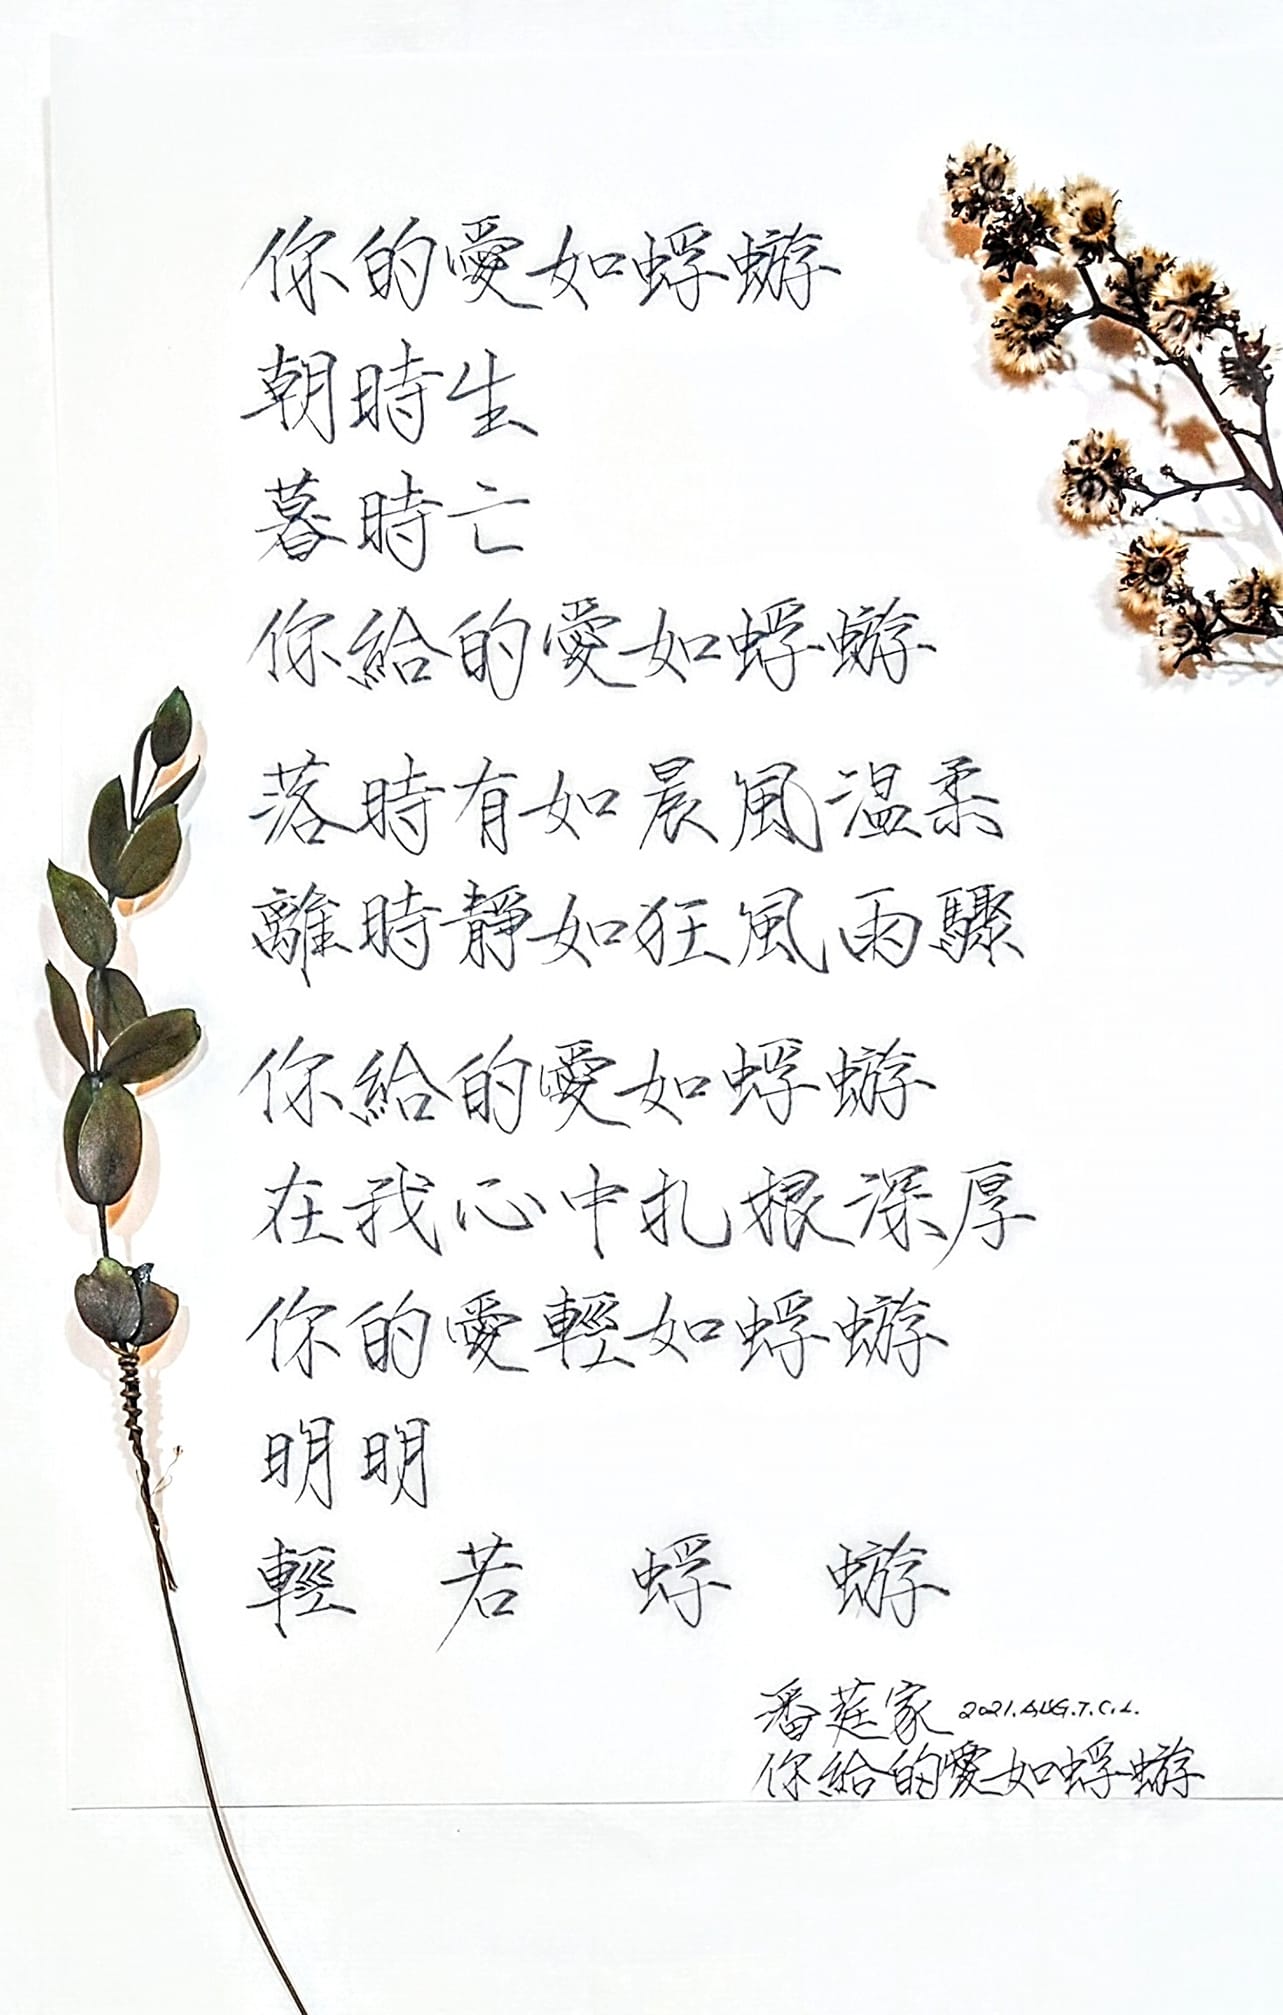 你的愛如蜉蝣
朝時生
暮時亡
你給的愛如蜉蝣
落時有如晨風溫柔
離時靜如狂風雨驟
你給的愛如蜉蝣
在我心中扎根深厚
你的愛輕如蜉蝣
明明
輕若蜉蝣
潘莛家 2021.AUG.T.C.L.
你給的愛如蜉蝣